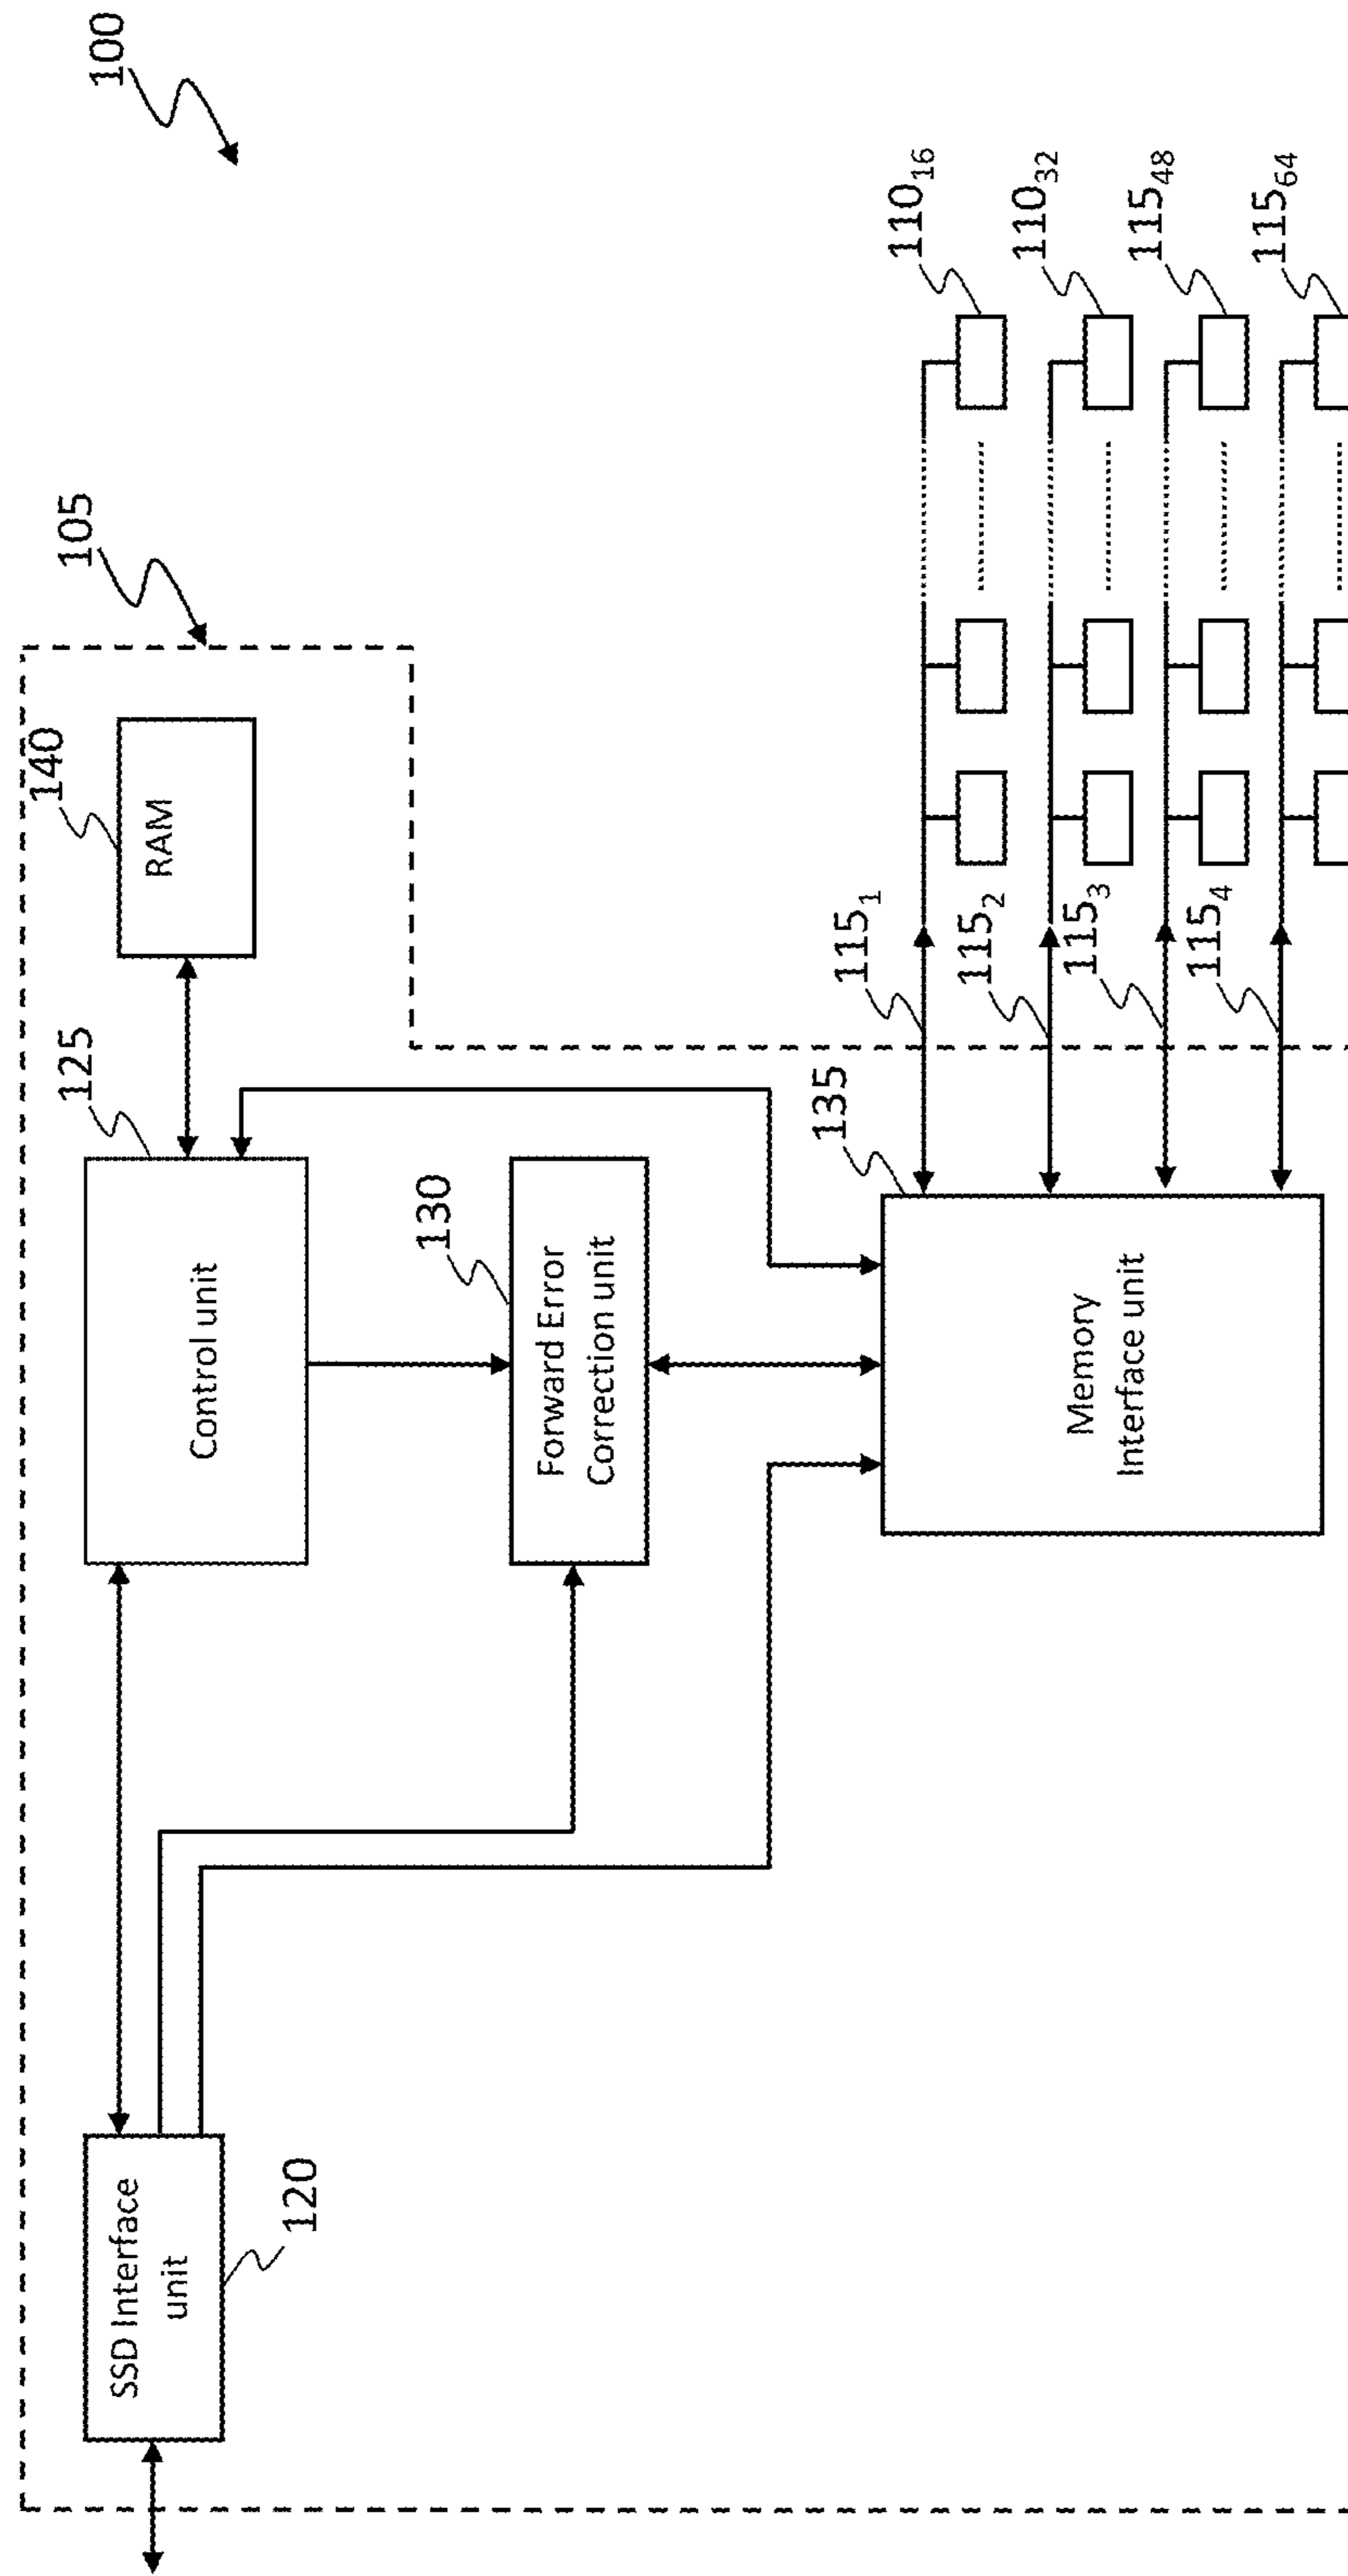 100
105
140
RAM
125
Control unit
SSD Interface
unit
120
130
Forward Error
Correction unit
135
Memory
Interface unit
115₁
110₁₆
115₂
110₃₂
115₃
115₄₈
115₄
115₆₄